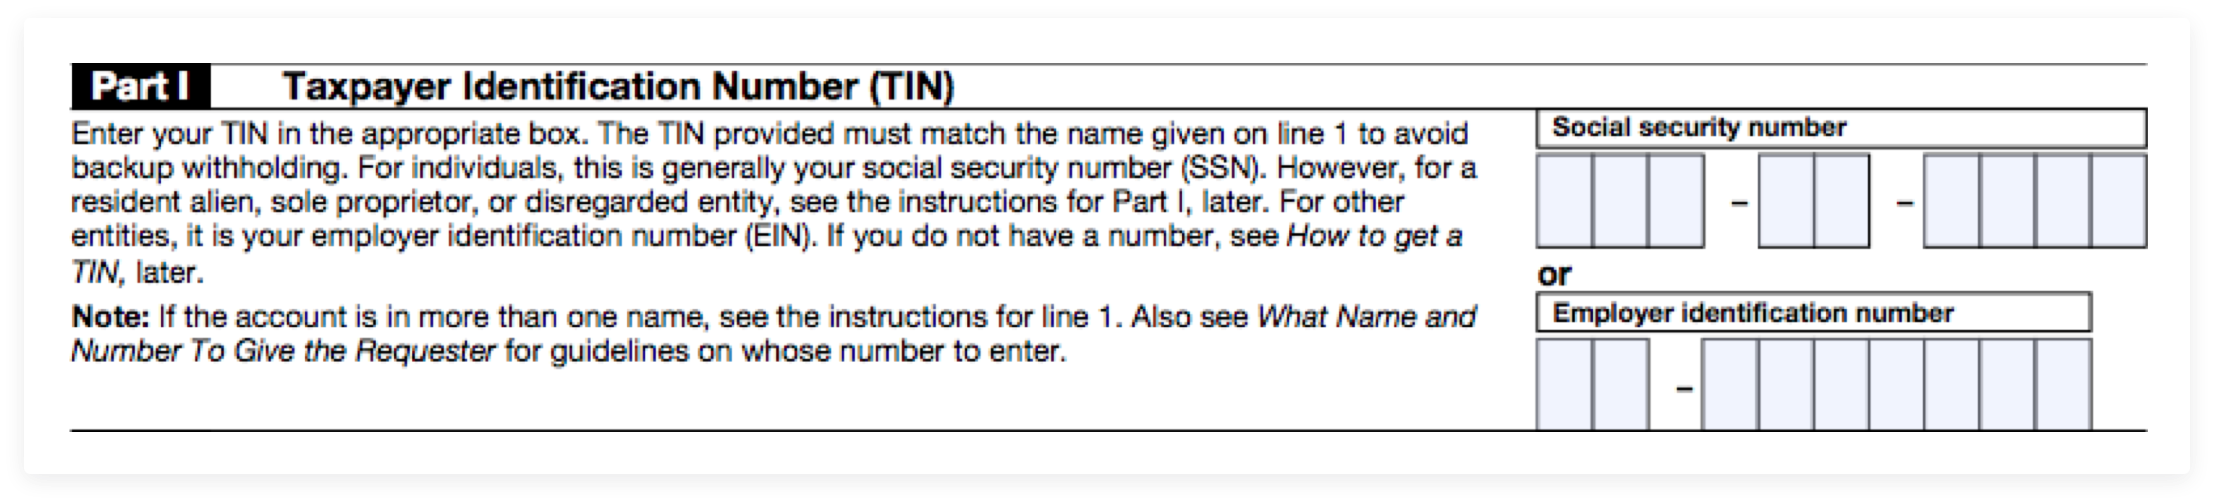 Part I Taxpayer Identification Number (TIN)
Enter your TIN in the appropriate box. The TIN provided must match the name given on line 1 to avoid
backup withholding. For individuals, this is generally your social security number (SSN). However, for a
resident alien, sole proprietor, or disregarded entity, see the instructions for Part I, later. For other
entities, it is your employer identification number (EIN). If you do not have a number, see How to get a
TIN, later.
Note: If the account is in more than one name, see the instructions for line 1. Also see What Name and
Number To Give the Requester for guidelines on whose number to enter.
Social security number
– –
or
Employer identification number
–